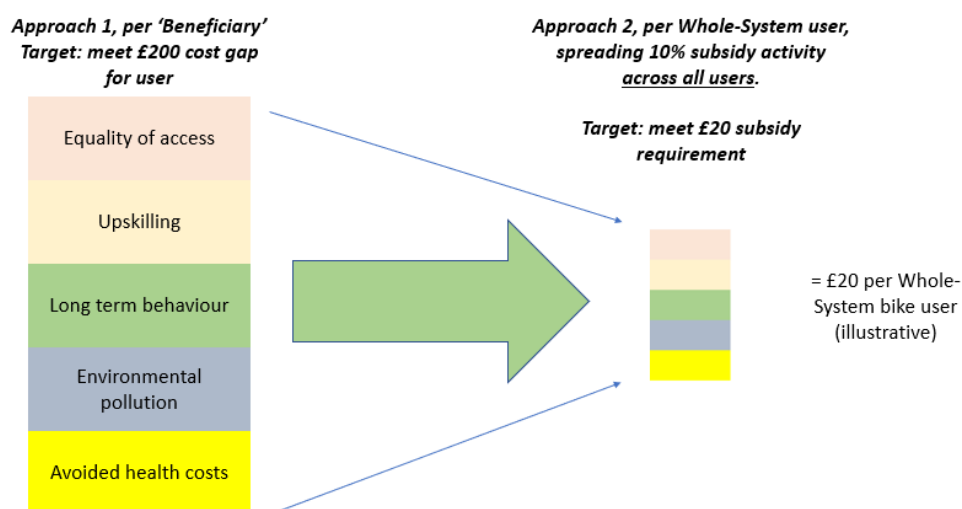 Approach 1, per ‘Beneficiary’
Target: meet £200 cost gap
for user
Equality of access
Upskilling
Long term behaviour
Environmental
pollution
Avoided health costs
Approach 2, per Whole-System user,
spreading 10% subsidy activity
across all users.
Target: meet £20 subsidy
requirement
= £20 per Whole-
System bike user
(illustrative)